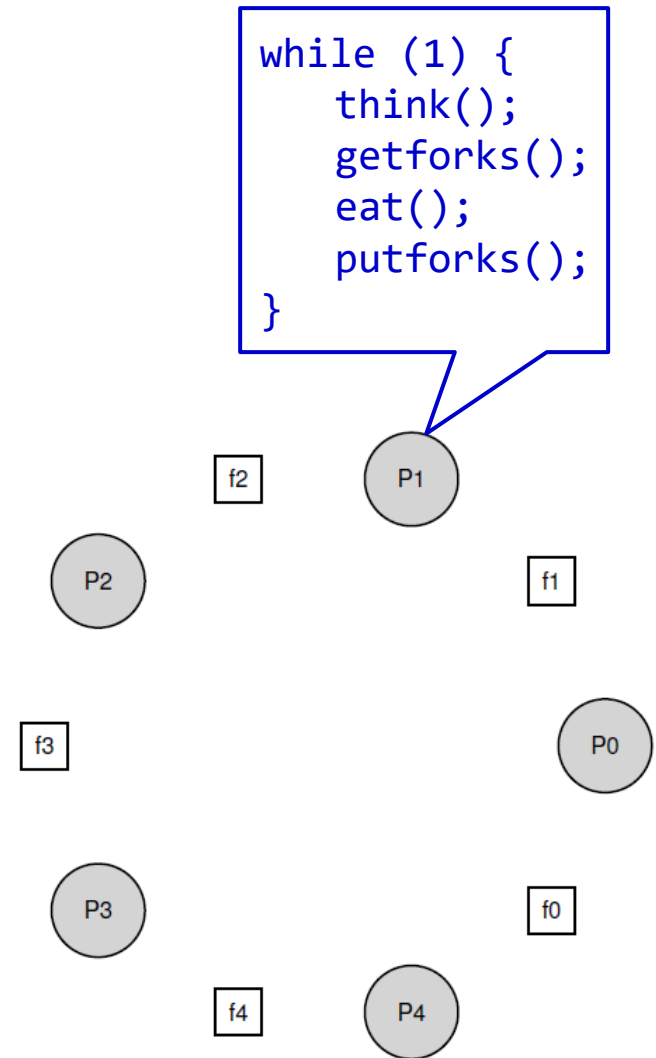 while (1) {
    think();
    getforks();
    eat();
    putforks();
}
f2 P1
P2 f1
f3 P0
P3 f0
f4 P4